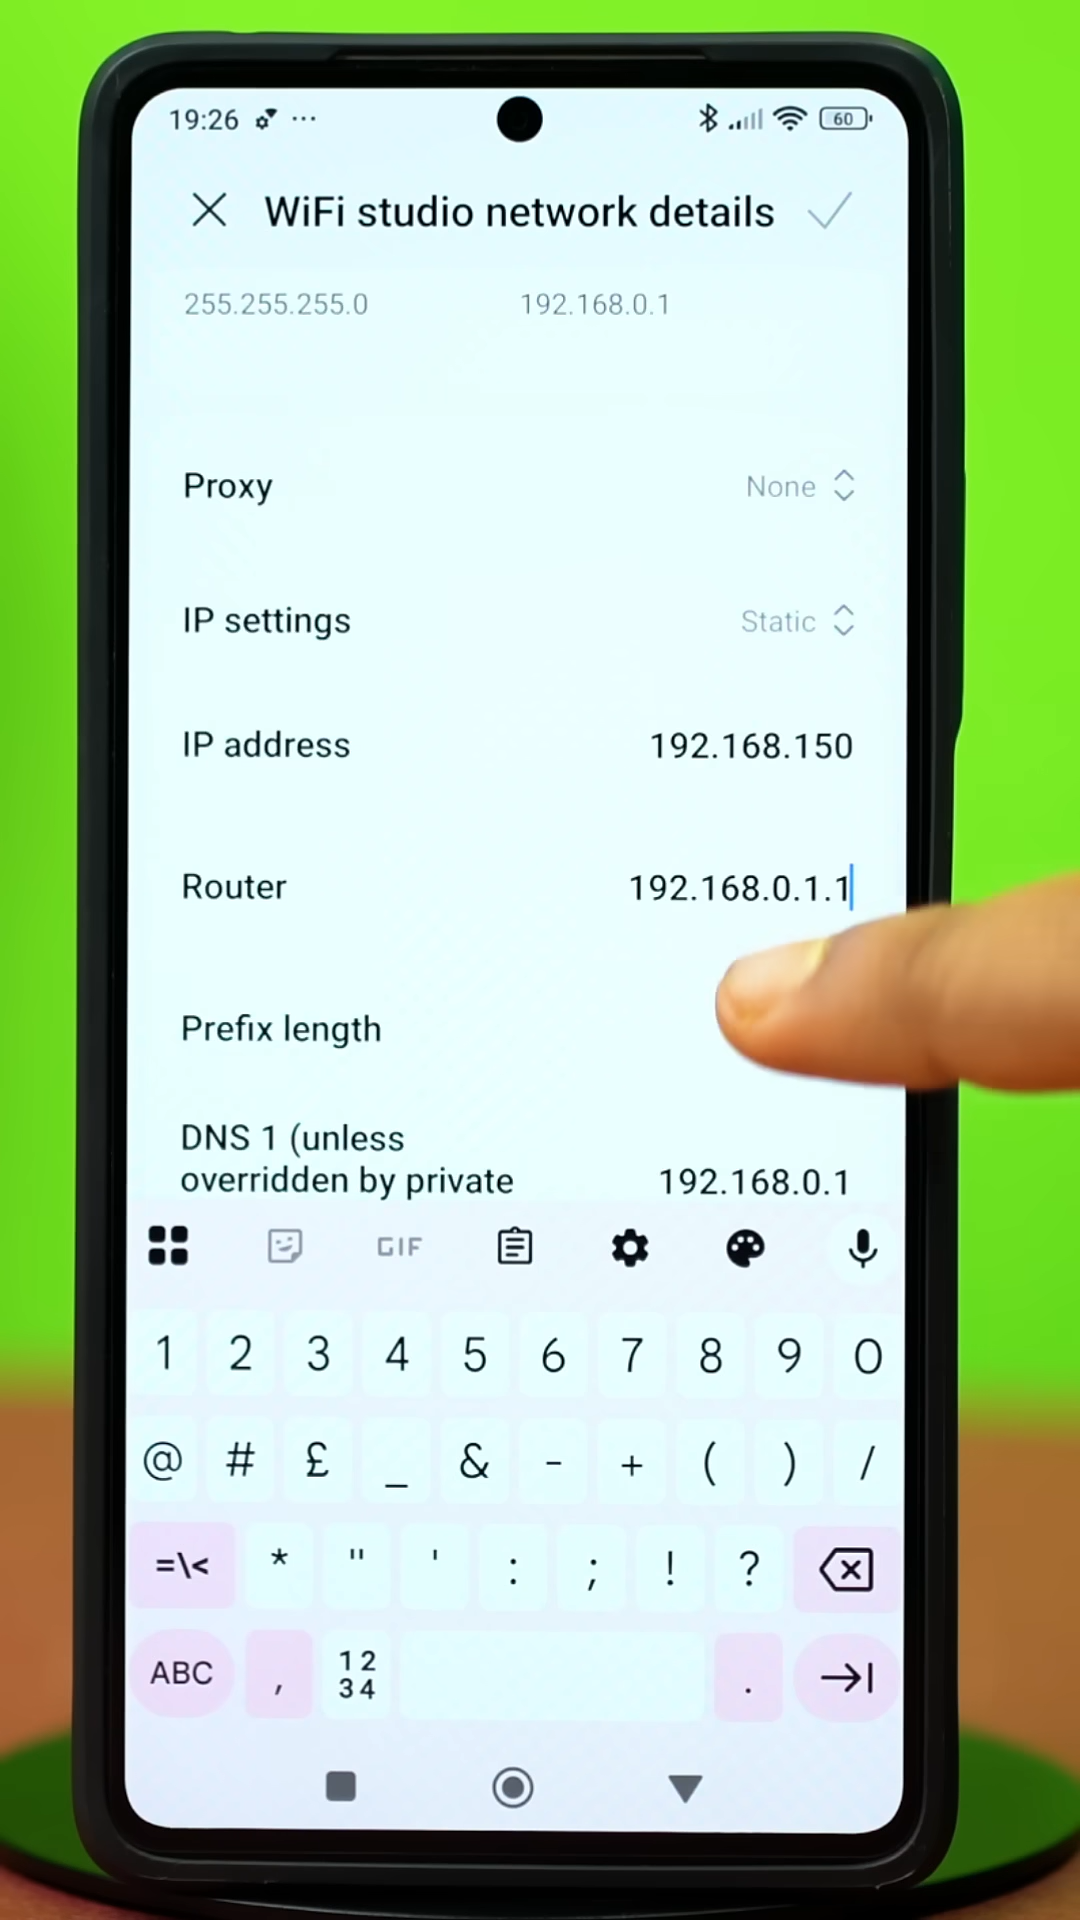 19:26 ... 60
WiFi studio network details
255.255.255.0 192.168.0.1
Proxy None
IP settings Static
IP address 192.168.150
Router 192.168.0.1.1
Prefix length
DNS 1 (unless
overridden by private 192.168.0.1
GIF
1 2 3 4 5 6 7 8 9 0
@ # £ _ & - + ( ) /
=\< * " ' : ; ! ?
ABC , 12 .
34